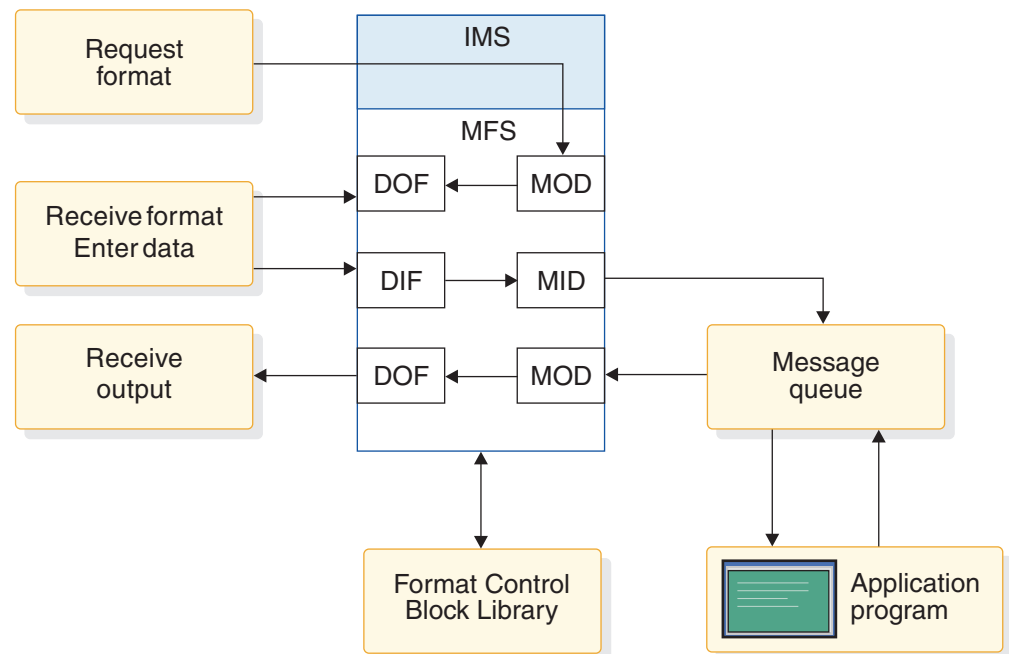 Request
format
IMS
MFS
DOF
MOD
Receive format
Enter data
DIF
MID
Receive
output
DOF
MOD
Message
queue
Format Control
Block Library
Application
program